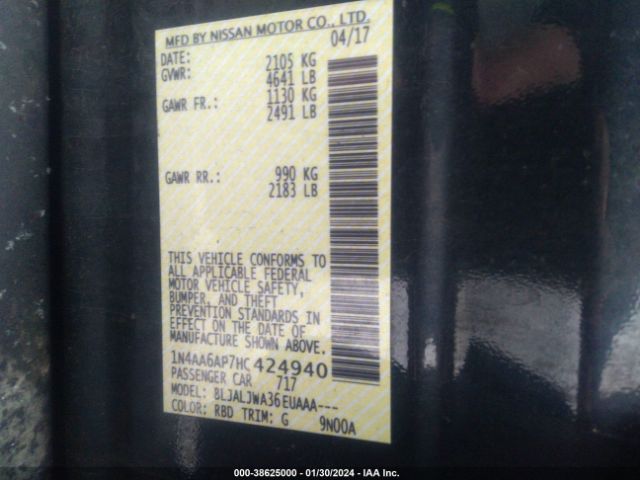 MFD BY NISSAN MOTOR CO., LTD.
DATE: 04/17
GVWR: 2105 KG
4641 LB
GAWR FR.: 1130 KG
2491 LB
GAWR RR.: 990 KG
2183 LB
THIS VEHICLE CONFORMS TO
ALL APPLICABLE FEDERAL
MOTOR VEHICLE SAFETY,
BUMPER, AND THEFT
PREVENTION STANDARDS IN
EFFECT ON THE DATE OF
MANUFACTURE SHOWN ABOVE.
1N4AA6AP7HC 424940
PASSENGER CAR 717
MODEL: BLJALJWA36EUAAA---
COLOR: RBD TRIM: G 9N00A
000-38625000 - 01/30/2024 - IAA Inc.